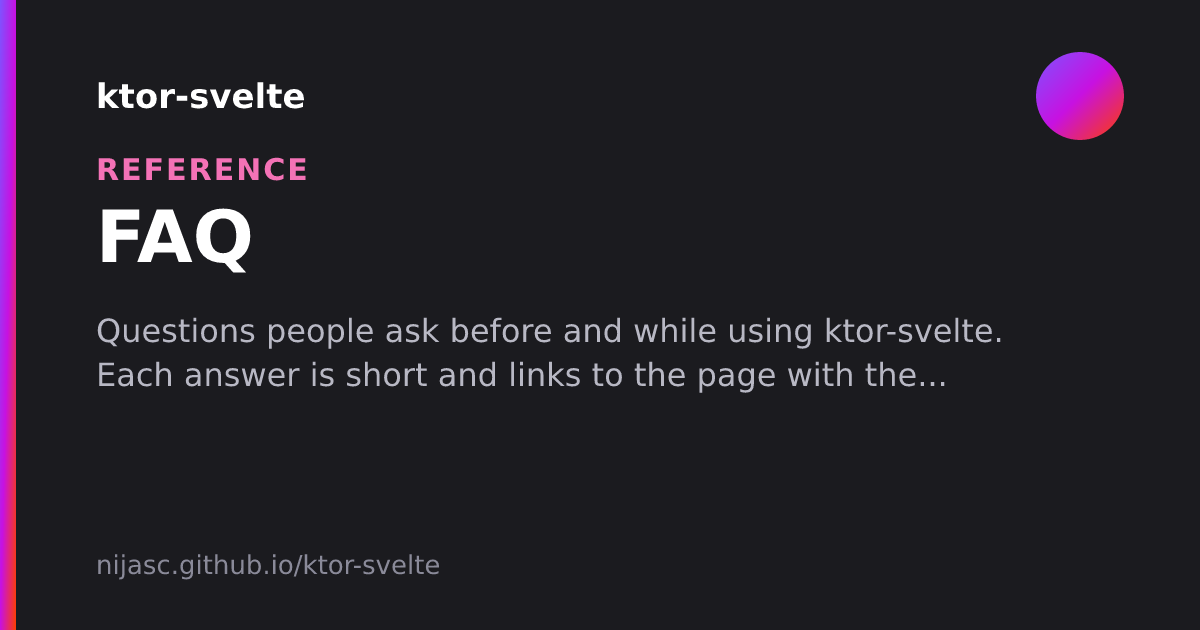 ktor-svelte
REFERENCE
FAQ
Questions people ask before and while using ktor-svelte.
Each answer is short and links to the page with the...
nijasc.github.io/ktor-svelte